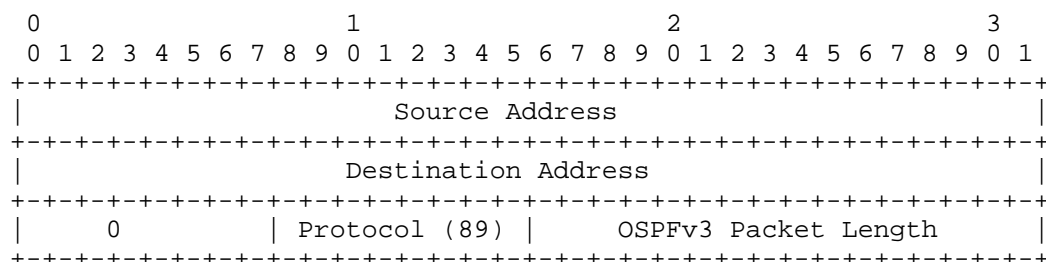 0                   1                   2                   3
 0 1 2 3 4 5 6 7 8 9 0 1 2 3 4 5 6 7 8 9 0 1 2 3 4 5 6 7 8 9 0 1
+-+-+-+-+-+-+-+-+-+-+-+-+-+-+-+-+-+-+-+-+-+-+-+-+-+-+-+-+-+-+-+-+
|                       Source Address                          |
+-+-+-+-+-+-+-+-+-+-+-+-+-+-+-+-+-+-+-+-+-+-+-+-+-+-+-+-+-+-+-+-+
|                    Destination Address                        |
+-+-+-+-+-+-+-+-+-+-+-+-+-+-+-+-+-+-+-+-+-+-+-+-+-+-+-+-+-+-+-+-+
|     0         | Protocol (89) |     OSPFv3 Packet Length      |
+-+-+-+-+-+-+-+-+-+-+-+-+-+-+-+-+-+-+-+-+-+-+-+-+-+-+-+-+-+-+-+-+